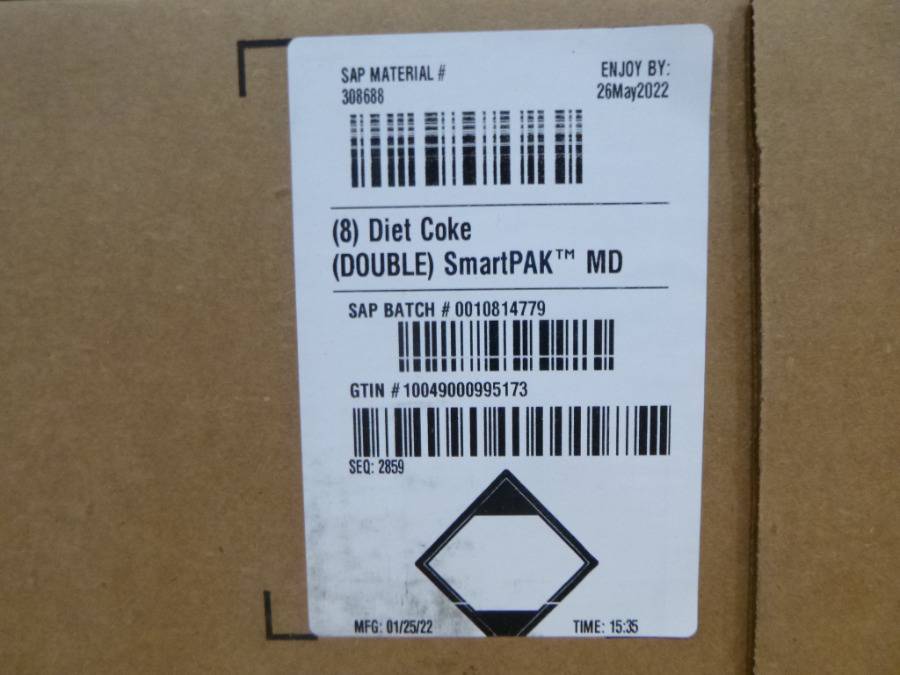 SAP MATERIAL #
308688
ENJOY BY:
26May2022
(8) Diet Coke
(DOUBLE) SmartPAK™ MD
SAP BATCH # 0010814779
GTIN # 10049000995173
SEQ: 2859
MFG: 01/25/22
TIME: 15:35